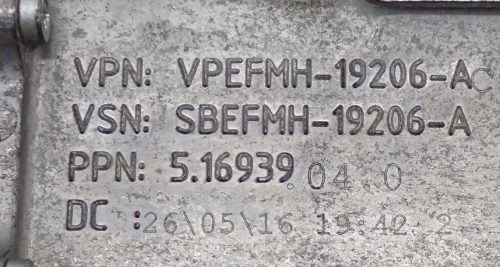 VPN: VPEFMH-19206-AC
VSN: SBEFMH-19206-A
PPN: 5.16939.04.0
DC :26\05\16 19:42.2